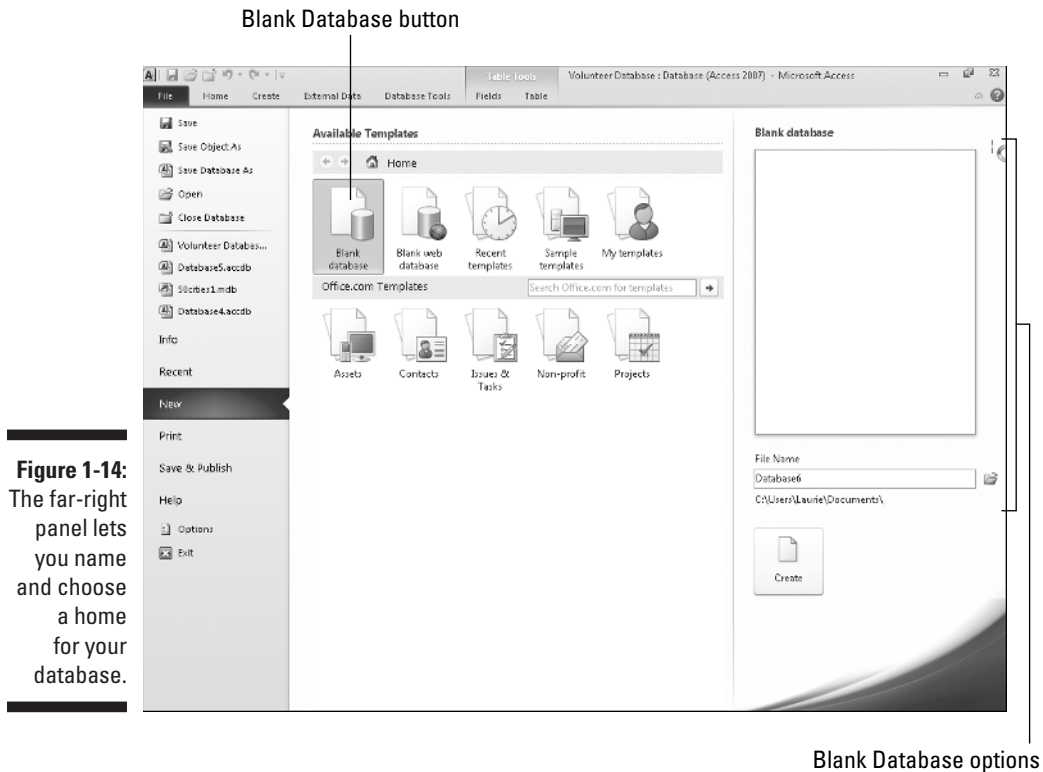 Blank Database button
A
Table Tools
Volunteer Database : Database (Access 2007) - Microsoft Access
File Home Create External Data Database Tools Fields Table
Save
Save Object As
Save Database As
Open
Close Database
Volunteer Databas...
Database5.accdb
50cities1.mdb
Database4.accdb
Info
Recent
New
Print
Save & Publish
Help
Options
Exit
Available Templates
Home
Blank database
Blank web database
Recent templates
Sample templates
My templates
Office.com Templates
Search Office.com for templates
Assets
Contacts
Issues & Tasks
Non-profit
Projects
Blank database
File Name
Database6
C:\Users\Laurie\Documents\
Create
Figure 1-14:
The far-right
panel lets
you name
and choose
a home
for your
database.
Blank Database options